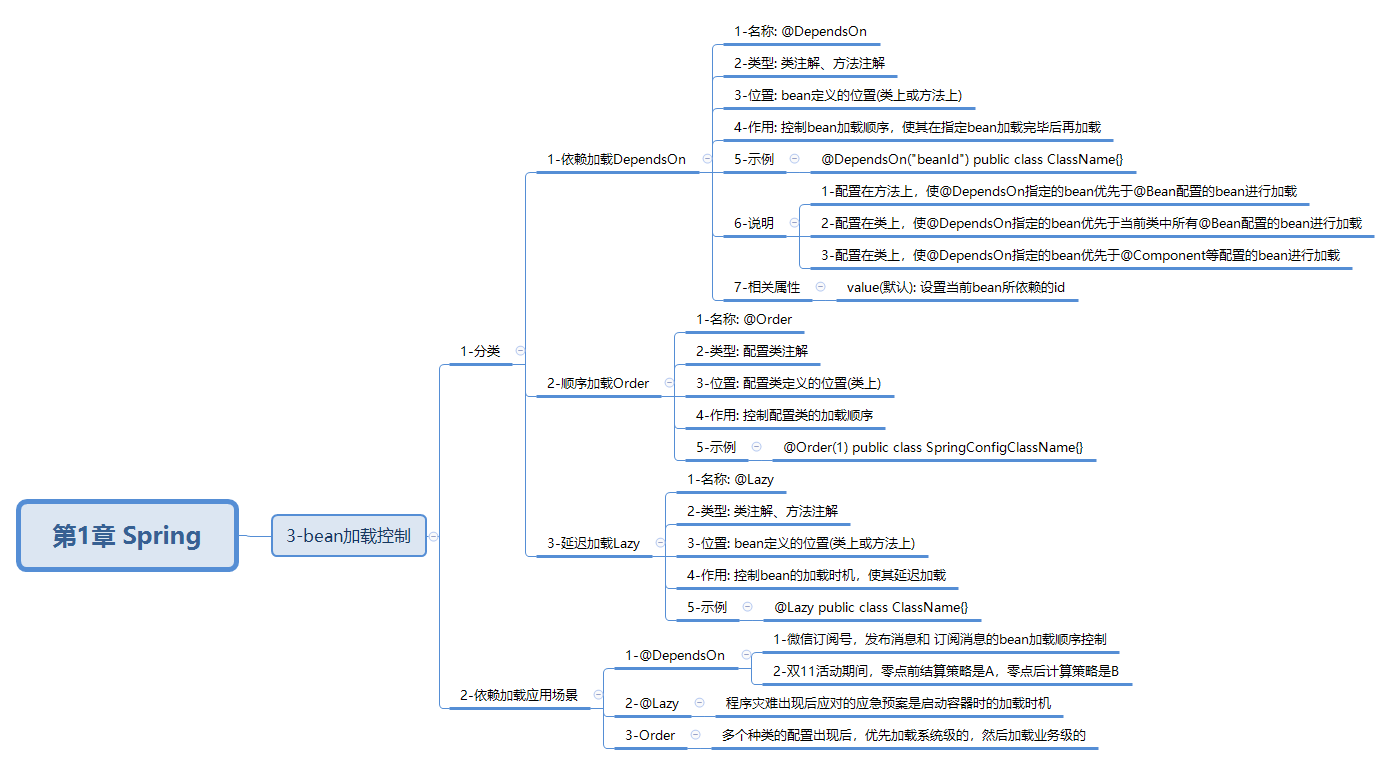 第1章 Spring
3-bean加载控制
1-分类
1-依赖加载DependsOn
1-名称: @DependsOn
2-类型: 类注解、方法注解
3-位置: bean定义的位置(类上或方法上)
4-作用: 控制bean加载顺序，使其在指定bean加载完毕后再加载
5-示例
@DependsOn("beanId") public class ClassName{}
6-说明
1-配置在方法上，使@DependsOn指定的bean优先于@Bean配置的bean进行加载
2-配置在类上，使@DependsOn指定的bean优先于当前类中所有@Bean配置的bean进行加载
3-配置在类上，使@DependsOn指定的bean优先于@Component等配置的bean进行加载
7-相关属性
value(默认): 设置当前bean所依赖的id
2-顺序加载Order
1-名称: @Order
2-类型: 配置类注解
3-位置: 配置类定义的位置(类上)
4-作用: 控制配置类的加载顺序
5-示例
@Order(1) public class SpringConfigClassName{}
3-延迟加载Lazy
1-名称: @Lazy
2-类型: 类注解、方法注解
3-位置: bean定义的位置(类上或方法上)
4-作用: 控制bean的加载时机，使其延迟加载
5-示例
@Lazy public class ClassName{}
2-依赖加载应用场景
1-@DependsOn
1-微信订阅号，发布消息和 订阅消息的bean加载顺序控制
2-双11活动期间，零点前结算策略是A，零点后计算策略是B
2-@Lazy
程序灾难出现后应对的应急预案是启动容器时的加载时机
3-Order
多个种类的配置出现后，优先加载系统级的，然后加载业务级的